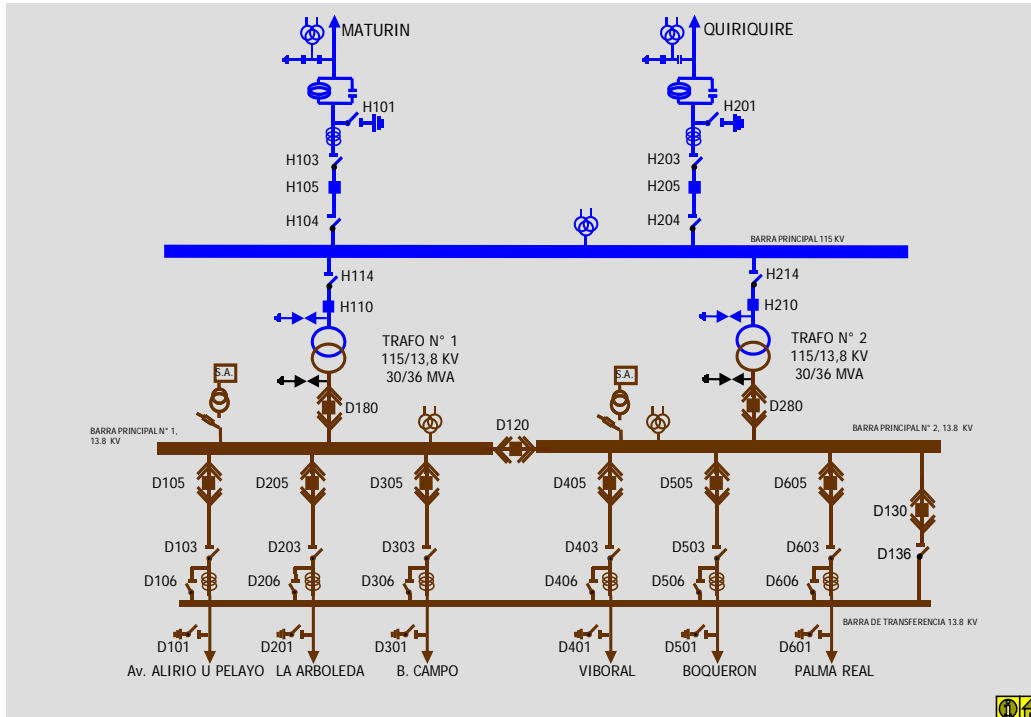 MATURIN
QUIRIQUIRE
H101
H201
H103
H203
H105
H205
H104
H204
BARRA PRINCIPAL 115 KV
H114
H214
H110
H210
TRAFO N° 1
115/13,8 KV
30/36 MVA
TRAFO N° 2
115/13,8 KV
30/36 MVA
S.A.
S.A.
D180
D280
BARRA PRINCIPAL N° 1,
13.8 KV
D120
BARRA PRINCIPAL N° 2, 13.8 KV
D105
D205
D305
D405
D505
D605
D130
D103
D203
D303
D403
D503
D603
D136
D106
D206
D306
D406
D506
D606
BARRA DE TRANSFERENCIA 13.8 KV
D101
D201
D301
D401
D501
D601
Av. ALIRIO U PELAYO
LA ARBOLEDA
B. CAMPO
VIBORAL
BOQUERON
PALMA REAL